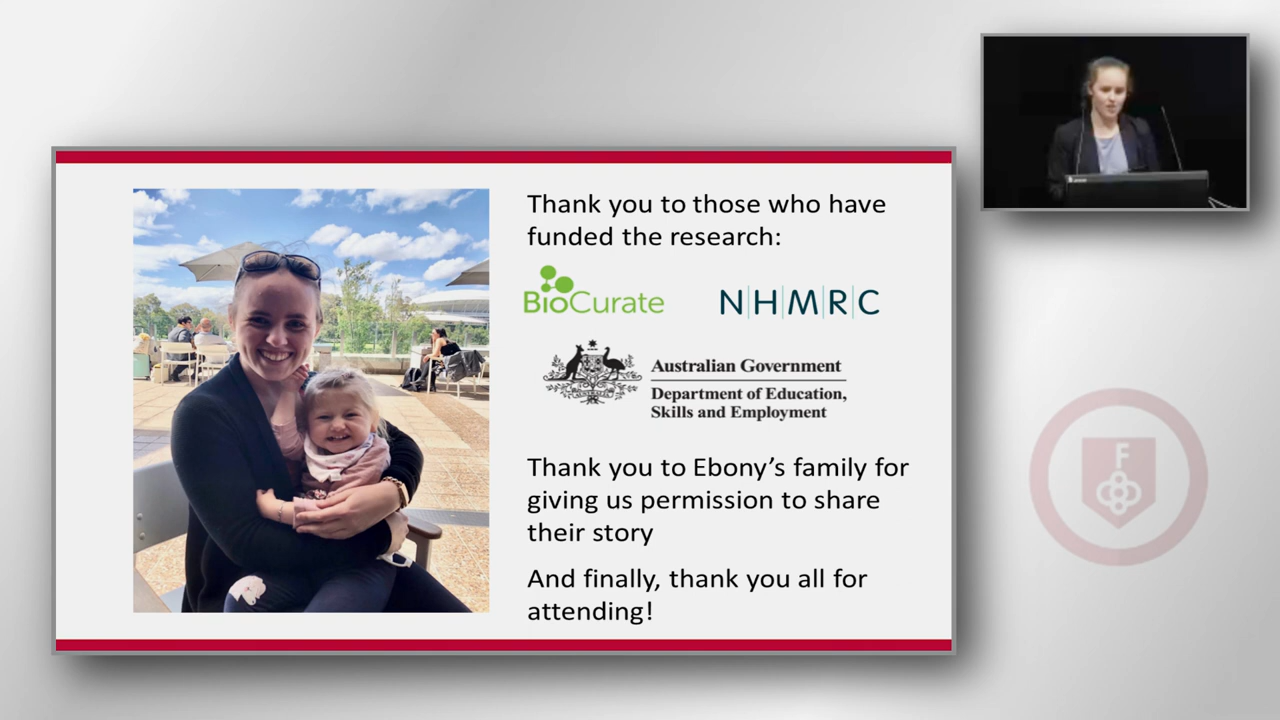 Thank you to those who have
funded the research:
BioCurate
N|H|M|R|C
Australian Government
Department of Education,
Skills and Employment
Thank you to Ebony’s family for
giving us permission to share
their story
And finally, thank you all for
attending!
F